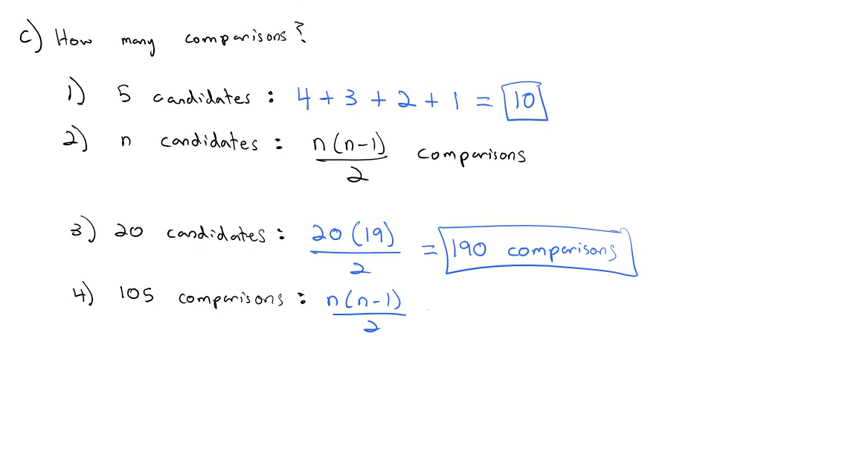 c) How many comparisons?
1) 5 candidates : 4 + 3 + 2 + 1 = 10
2) n candidates : n(n-1)/2 comparisons
3) 20 candidates : 20(19)/2 = 190 comparisons
4) 105 comparisons : n(n-1)/2